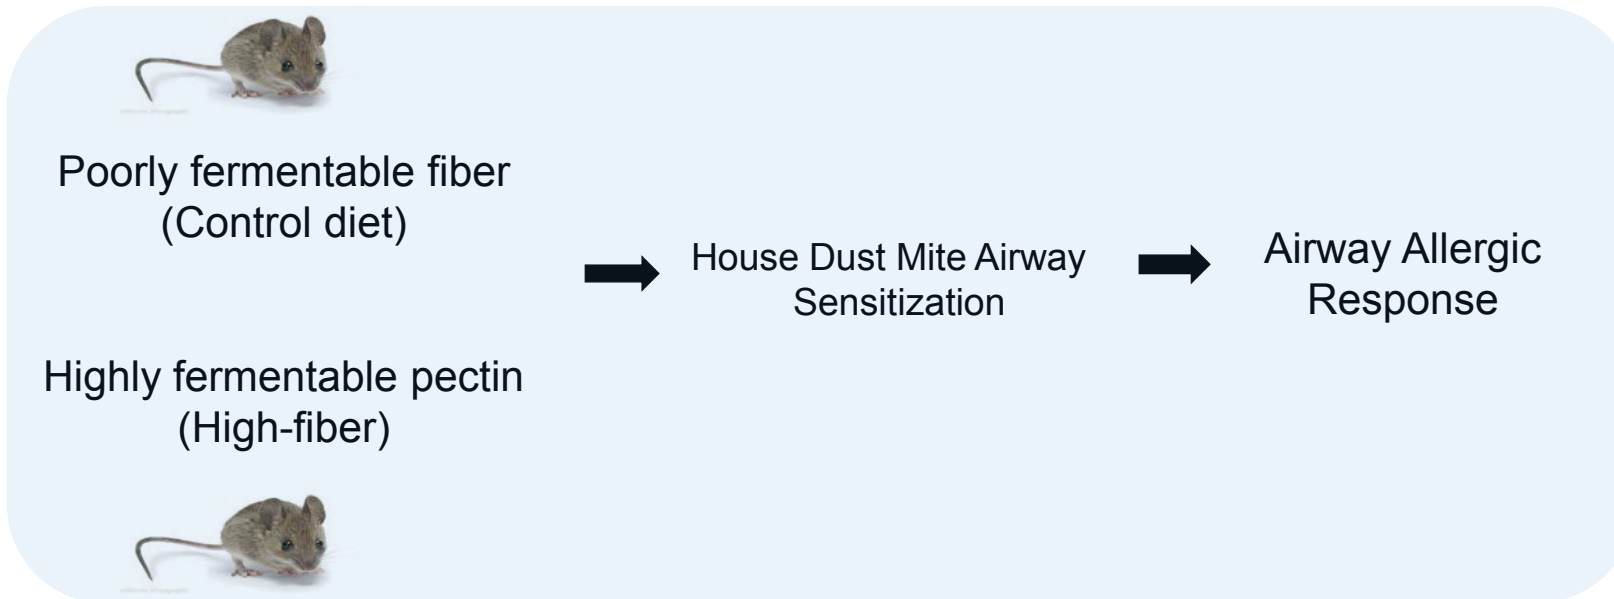 Poorly fermentable fiber
(Control diet)
House Dust Mite Airway
Sensitization
Airway Allergic
Response
Highly fermentable pectin
(High-fiber)